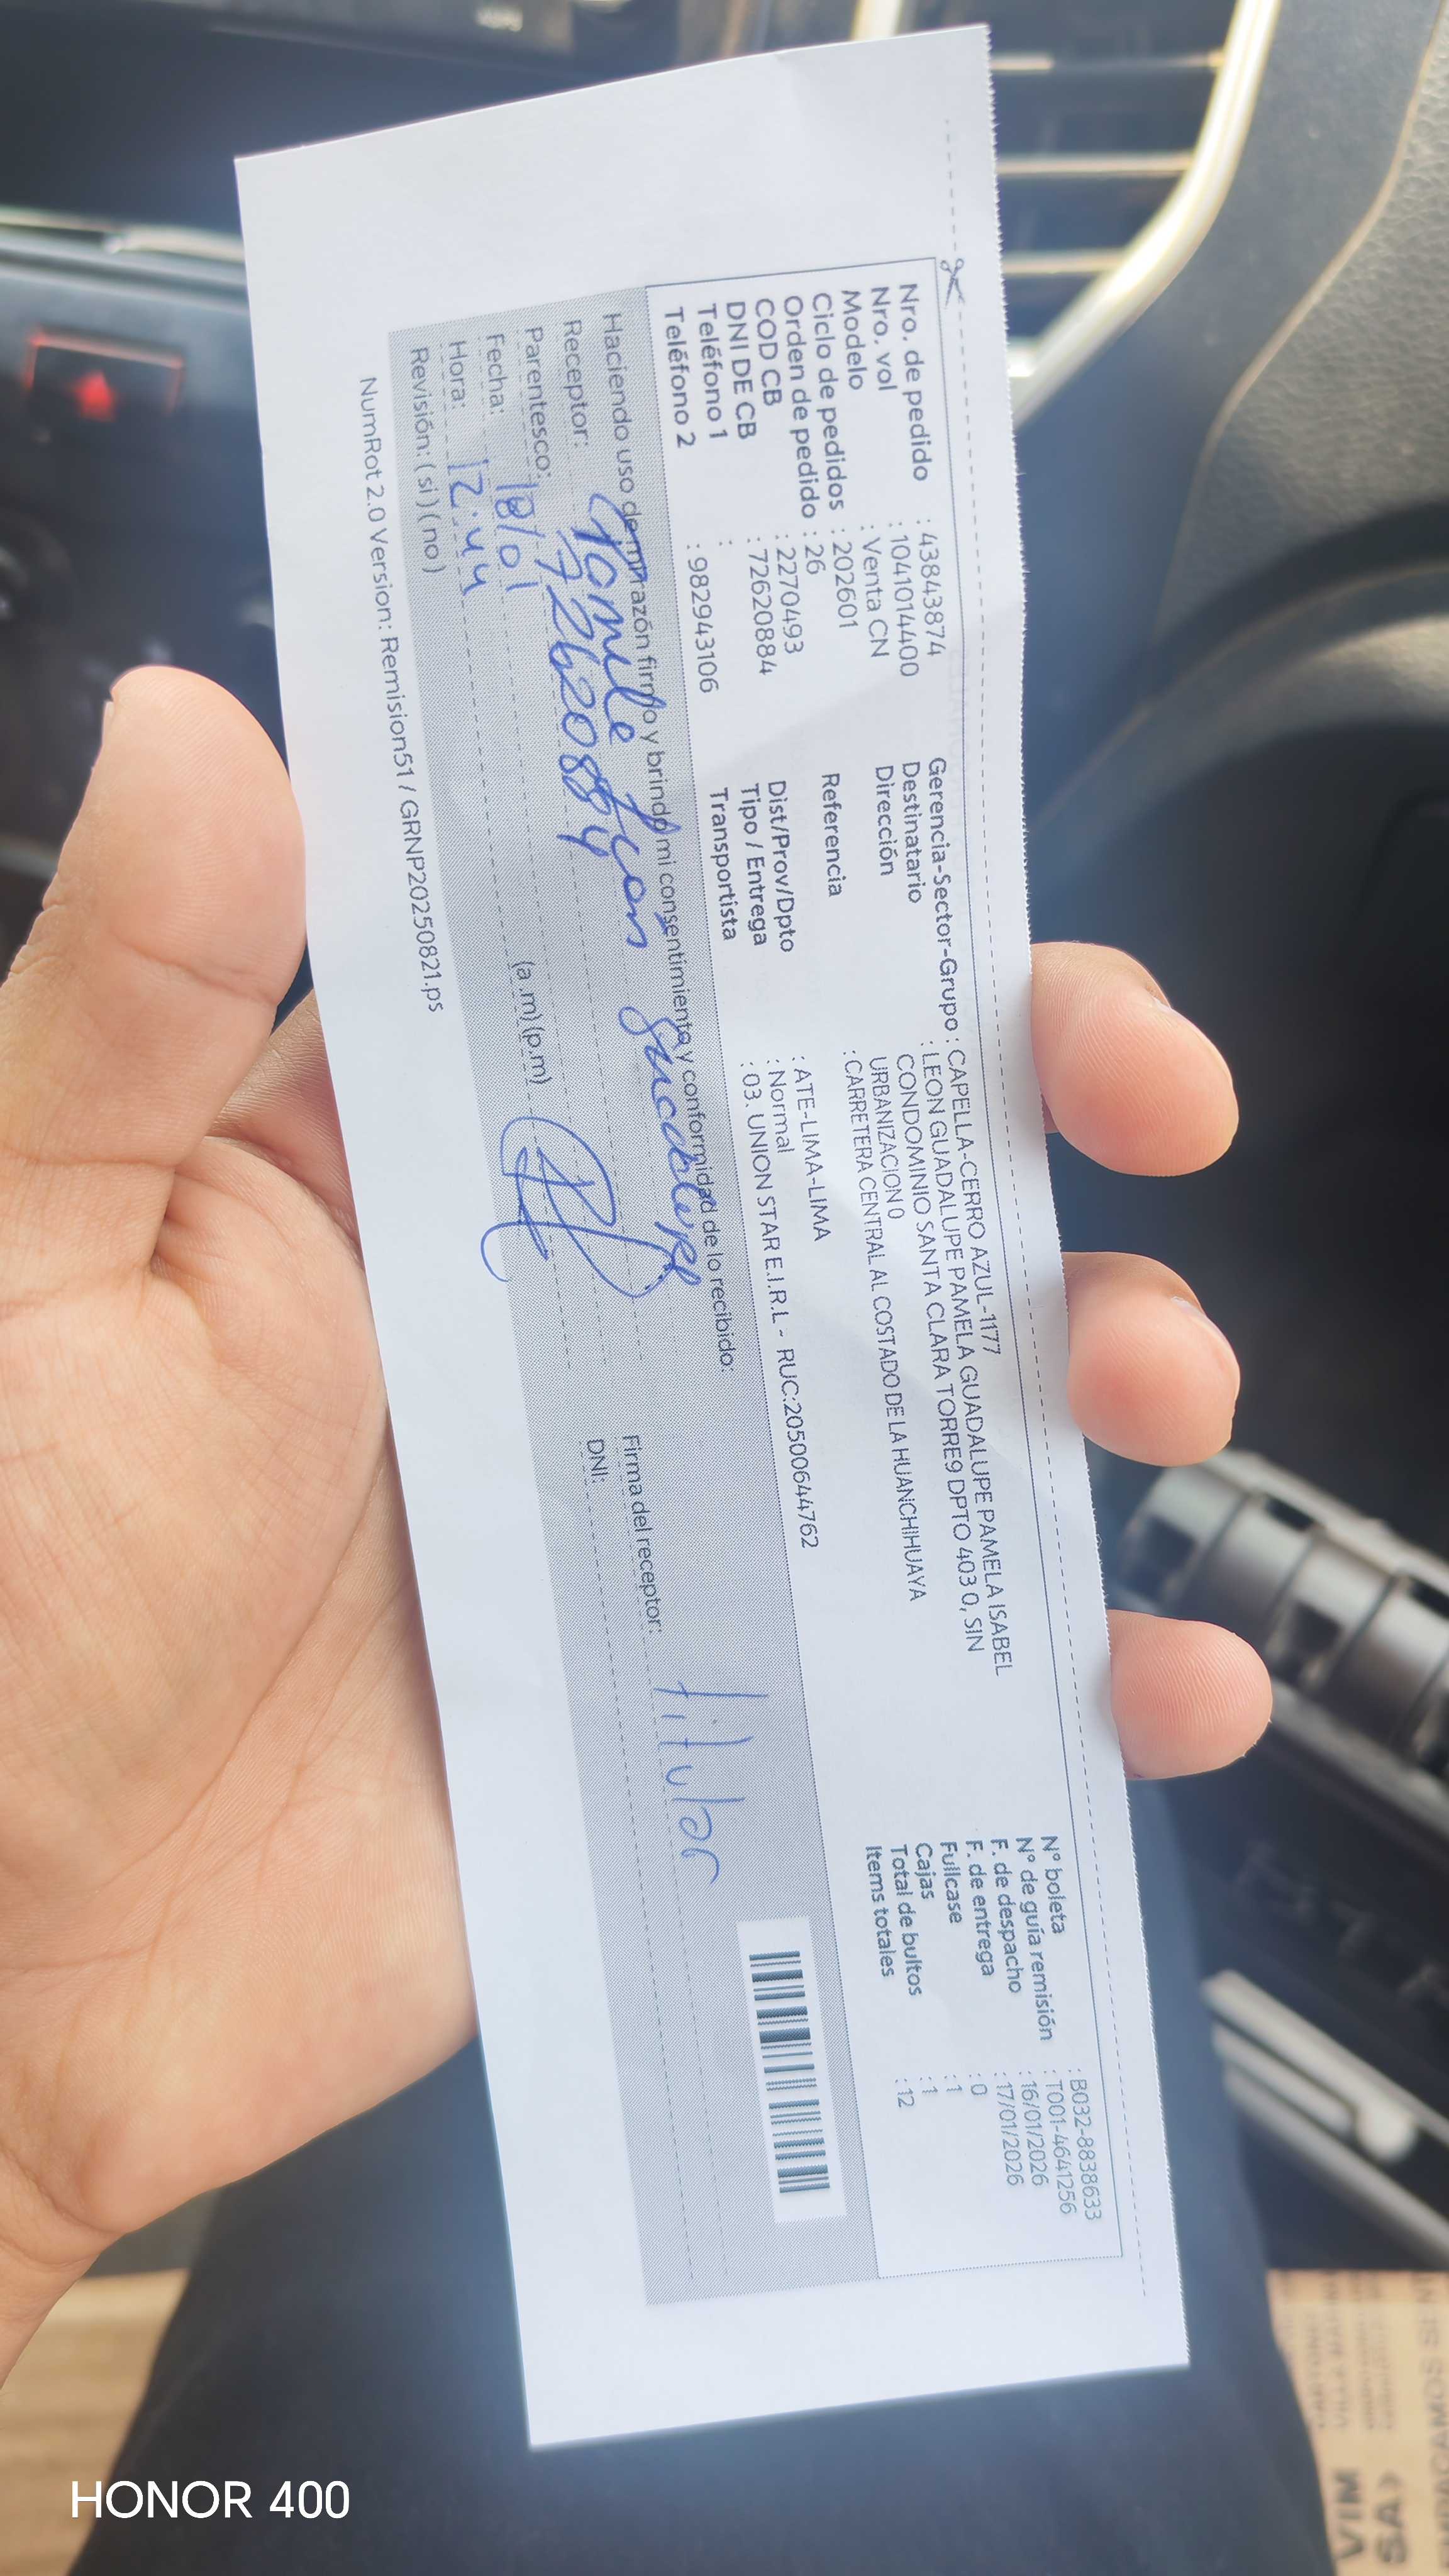 Nro. de pedido : 43843874
Nro. vol : 1041014400
Modelo : Venta CN
Ciclo de pedidos : 202601
Orden de pedido : 26
COD CB : 2270493
DNI DE CB : 72620884
Teléfono 1 :
Teléfono 2 : 982943106
Gerencia-Sector-Grupo : CAPELLA-CERRO AZUL-1177
Destinatario : LEON GUADALUPE PAMELA GUADALUPE PAMELA ISABEL
Dirección CONDOMINIO SANTA CLARA TORRE9 DPTO 403 0, SIN
URBANIZACION 0
Referencia : CARRETERA CENTRAL AL COSTADO DE LA HUANCHIHUAYA
Dist/Prov/Dpto : ATE-LIMA-LIMA
Tipo / Entrega : Normal
Transportista : 03. UNION STAR E.I.R.L - RUC:20500644762
N° boleta : B032-8838633
N° de guía remisión : T001-4641256
F. de despacho : 16/01/2026
F. de entrega : 17/01/2026
Fullcase : 0
Cajas : 1
Total de bultos : 1
Items totales : 12
Haciendo uso de mi razón firmo y brindo mi consentimiento y conformidad de lo recibido:
Receptor:
Parentesco: 72620884
Fecha: 18/01
Hora: 12:44 (a.m) (p.m)
Revisión: (si) (no)
Firma del receptor: titular
DNI:
NumRot 2.0 Version: Remision51 / GRNP20250821.ps
HONOR 400